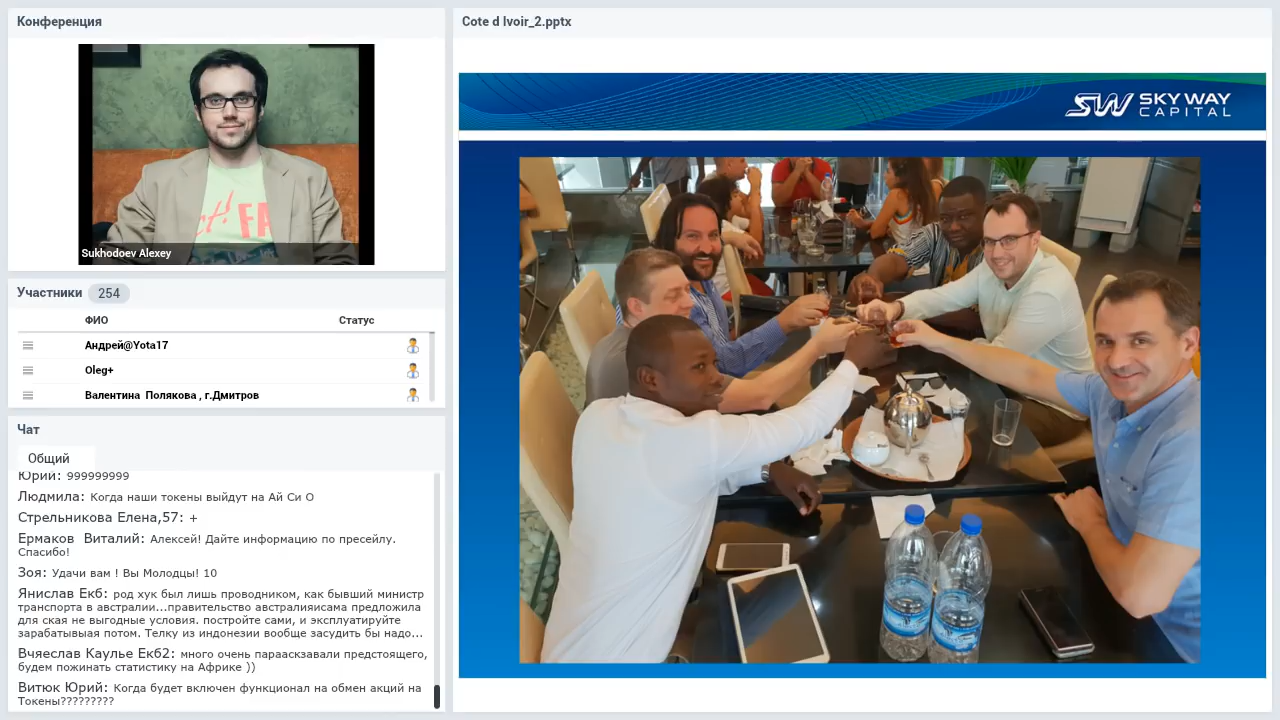 Конференция
Sukhodoev Alexey
Участники 254
ФИО Статус
Андрей@Yota17
Oleg+
Валентина Полякова , г.Дмитров
Чат
Общий
Юрий: 999999999
Людмила: Когда наши токены выйдут на Ай Си О
Стрельникова Елена,57: +
Ермаков Виталий: Алексей! Дайте информацию по пресейлу.
Спасибо!
Зоя: Удачи вам ! Вы Молодцы! 10
Янислав Екб: род хук был лишь проводником, как бывший министр
транспорта в австралии...правительство австралияисама предложила
для ская не выгодные условия. постройте сами, и эксплуатируйте
зарабатывыая потом. Телку из индонезии вообще засудить бы надо...
Вчяеслав Каулье Екб2: много очень парааскзавали предстоящего,
будем пожинать статистику на Африке ))
Витюк Юрий: Когда будет включен функционал на обмен акций на
Токены?????????
Cote d Ivoir_2.pptx
SW SKY WAY
CAPITAL